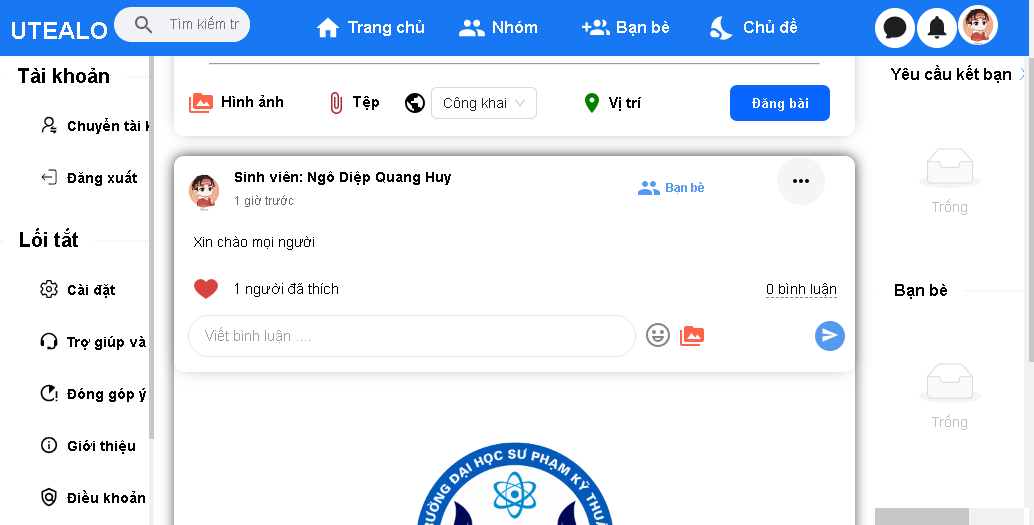 UTEALO
Tìm kiếm tr
Trang chủ
Nhóm
Bạn bè
Chủ đề
Tài khoản
Chuyển tài k
Đăng xuất
Lối tắt
Cài đặt
Trợ giúp và
Đóng góp ý
Giới thiệu
Điều khoản
Hình ảnh
Tệp
Công khai
Vị trí
Đăng bài
Sinh viên: Ngô Diệp Quang Huy
1 giờ trước
Bạn bè
Xin chào mọi người
1 người đã thích
0 bình luận
Viết bình luận ....
ƯỜNG ĐẠI HỌC SƯ PHẠM KỸ THUẬ
Yêu cầu kết bạn
Trống
Bạn bè
Trống